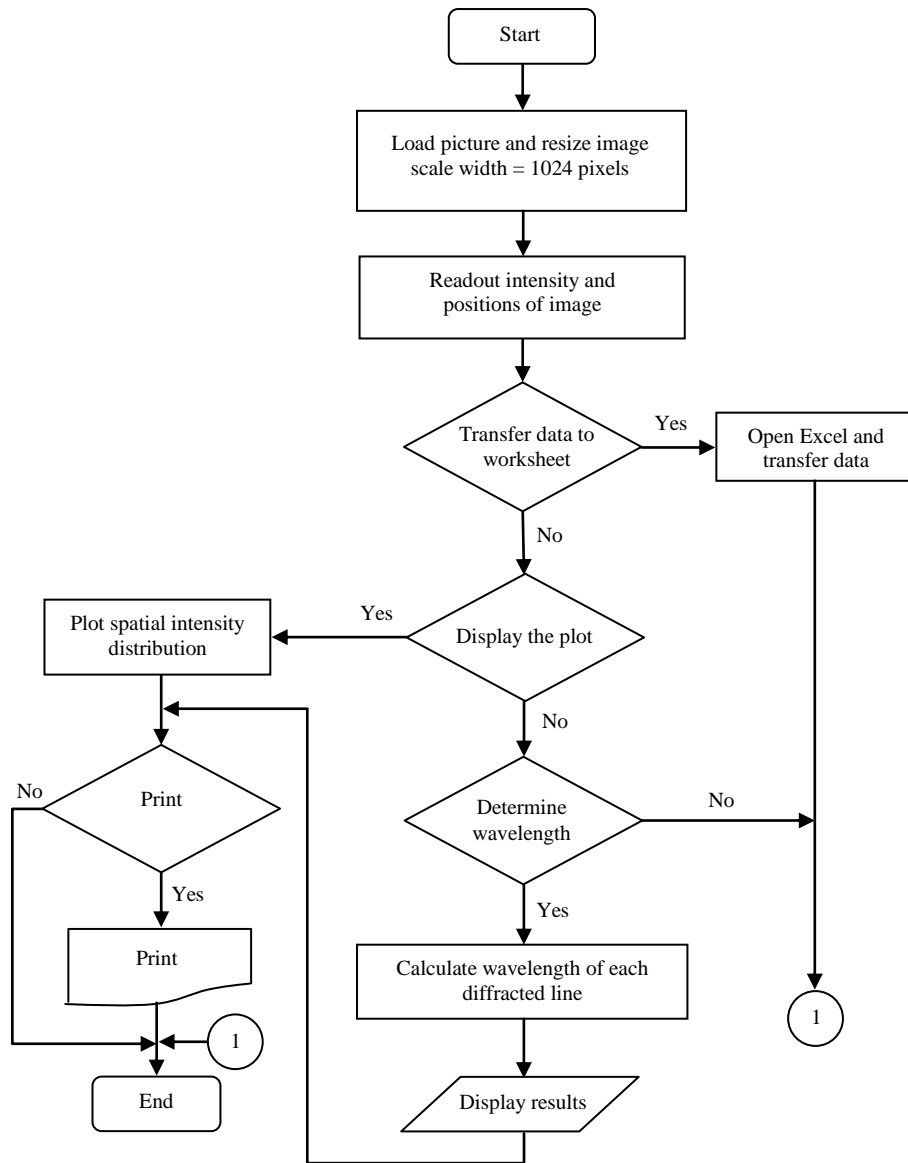 Start
Load picture and resize image
scale width = 1024 pixels
Readout intensity and
positions of image
Transfer data to
worksheet
Yes
Open Excel and
transfer data
No
Display the plot
Yes
Plot spatial intensity
distribution
No
Determine
wavelength
No
Print
No
Yes
Yes
Print
Calculate wavelength of each
diffracted line
1
1
Display results
End